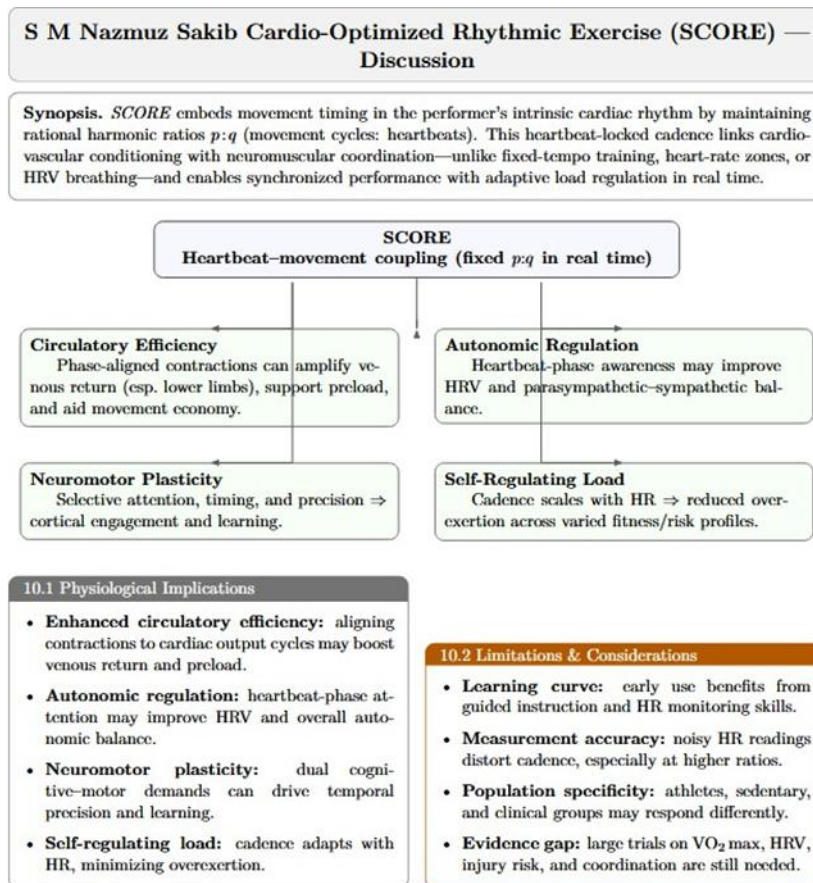 S M Nazmuz Sakib Cardio-Optimized Rhythmic Exercise (SCORE) —
Discussion
Synopsis. SCORE embeds movement timing in the performer's intrinsic cardiac rhythm by maintaining
rational harmonic ratios p:q (movement cycles: heartbeats). This heartbeat-locked cadence links cardio-
vascular conditioning with neuromuscular coordination—unlike fixed-tempo training, heart-rate zones, or
HRV breathing—and enables synchronized performance with adaptive load regulation in real time.
SCORE
Heartbeat–movement coupling (fixed p:q in real time)
Circulatory Efficiency
Phase-aligned contractions can amplify ve-
nous return (esp. lower limbs), support preload,
and aid movement economy.
Autonomic Regulation
Heartbeat-phase awareness may improve
HRV and parasympathetic–sympathetic bal-
ance.
Neuromotor Plasticity
Selective attention, timing, and precision ⇒
cortical engagement and learning.
Self-Regulating Load
Cadence scales with HR ⇒ reduced over-
exertion across varied fitness/risk profiles.
10.1 Physiological Implications
• Enhanced circulatory efficiency: aligning
contractions to cardiac output cycles may boost
venous return and preload.
• Autonomic regulation: heartbeat-phase at-
tention may improve HRV and overall auto-
nomic balance.
• Neuromotor plasticity: dual cogni-
tive–motor demands can drive temporal
precision and learning.
• Self-regulating load: cadence adapts with
HR, minimizing overexertion.
10.2 Limitations & Considerations
• Learning curve: early use benefits from
guided instruction and HR monitoring skills.
• Measurement accuracy: noisy HR readings
distort cadence, especially at higher ratios.
• Population specificity: athletes, sedentary,
and clinical groups may respond differently.
• Evidence gap: large trials on VO₂ max, HRV,
injury risk, and coordination are still needed.